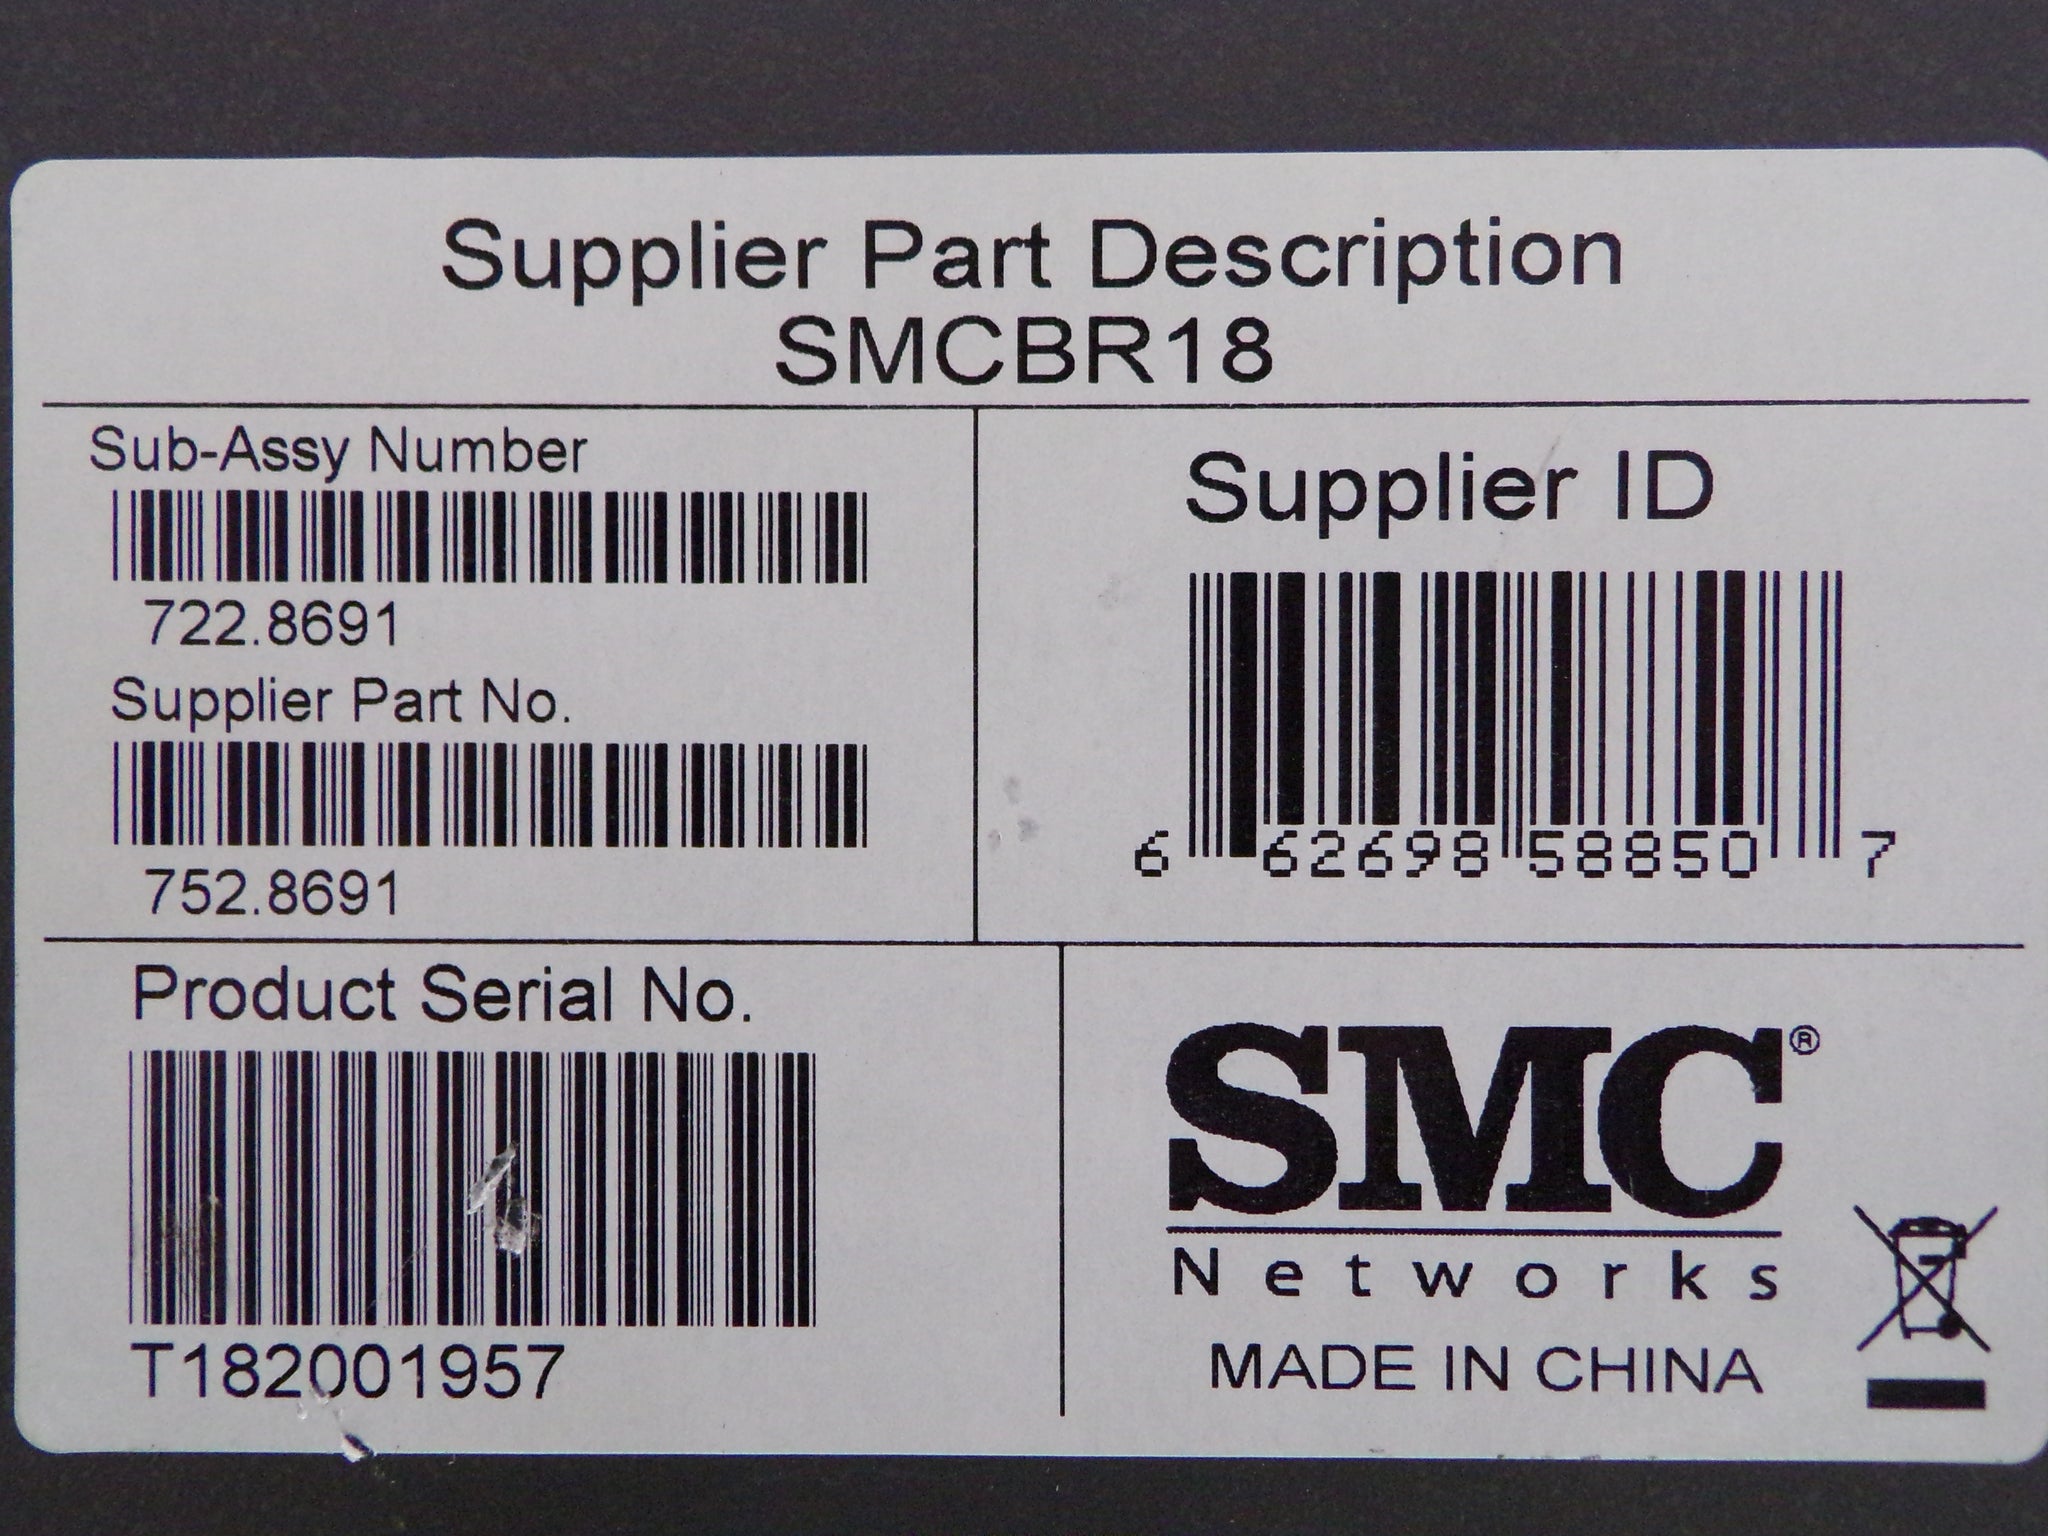 Supplier Part Description
SMCBR18
Sub-Assy Number
722.8691
Supplier Part No.
752.8691
Supplier ID
6 62698 58850 7
Product Serial No.
T182001957
SMC®
Networks
MADE IN CHINA